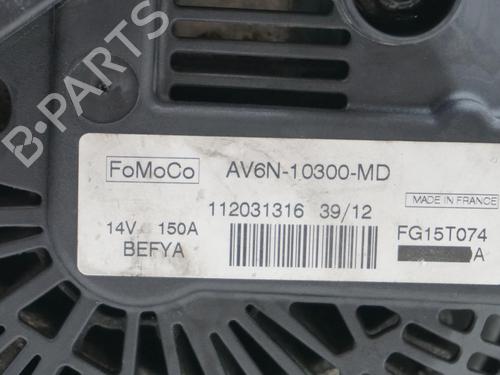 B-PARTS
FoMoCo AV6N-10300-MD
MADE IN FRANCE
112031316 39/12
14V 150A
FG15T074
BEFYA
A